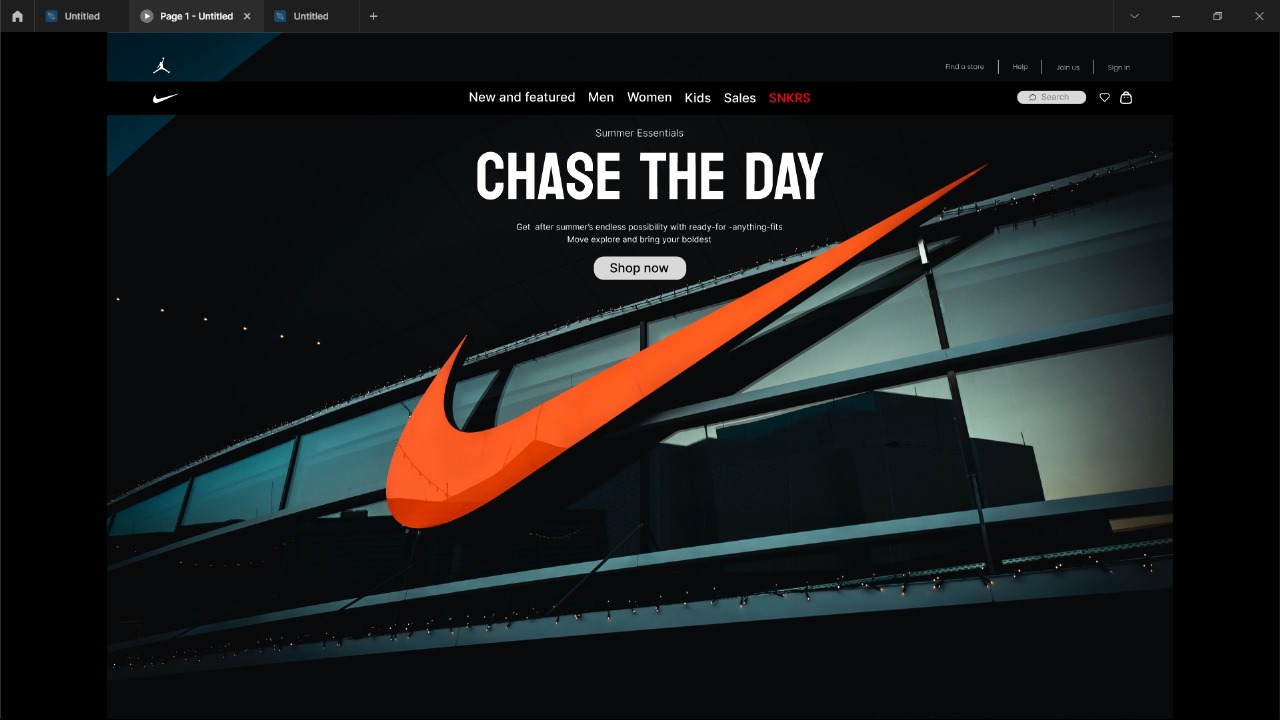 Untitled
Page 1 - Untitled
Untitled
Find a store
Help
Join us
Sign In
New and featured
Men
Women
Kids
Sales
SNKRS
Search
Summer Essentials
CHASE THE DAY
Get after summer's endless possibility with ready-for -anything-fits
Move explore and bring your boldest
Shop now